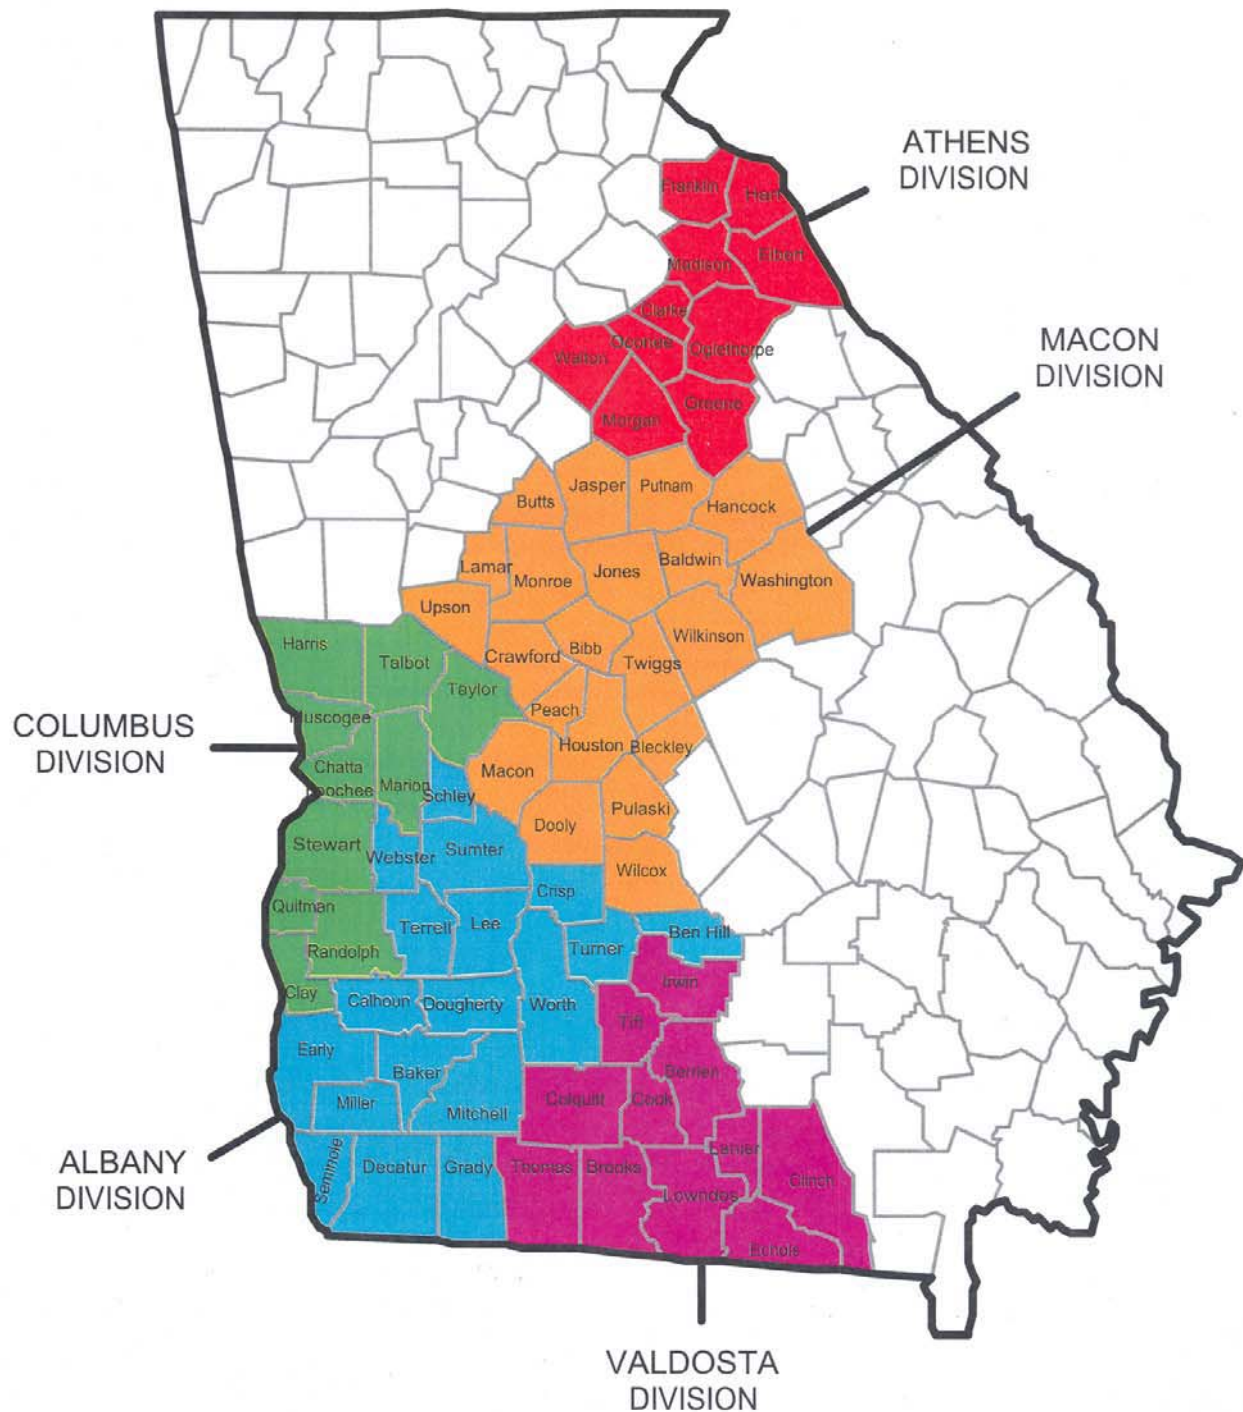 ATHENS
DIVISION
Franklin
Hart
Madison
Elbert
Clarke
Oconee
Oglethorpe
Walton
Morgan
Greene
MACON
DIVISION
Jasper
Putnam
Butts
Hancock
Lamar
Monroe
Jones
Baldwin
Washington
Upson
Crawford
Bibb
Twiggs
Wilkinson
Peach
Houston
Bleckley
Macon
Dooly
Pulaski
Wilcox
COLUMBUS
DIVISION
Harris
Talbot
Taylor
Muscogee
Chatta
hoochee
Marion
Stewart
Quitman
Randolph
Clay
Schley
Webster
Sumter
Crisp
Terrell
Lee
Turner
Ben Hill
Calhoun
Dougherty
Worth
Early
Baker
Miller
Mitchell
Seminole
Decatur
Grady
ALBANY
DIVISION
Irwin
Tift
Berrien
Colquitt
Cook
Lanier
Clinch
Thomas
Brooks
Lowndes
Echols
VALDOSTA
DIVISION